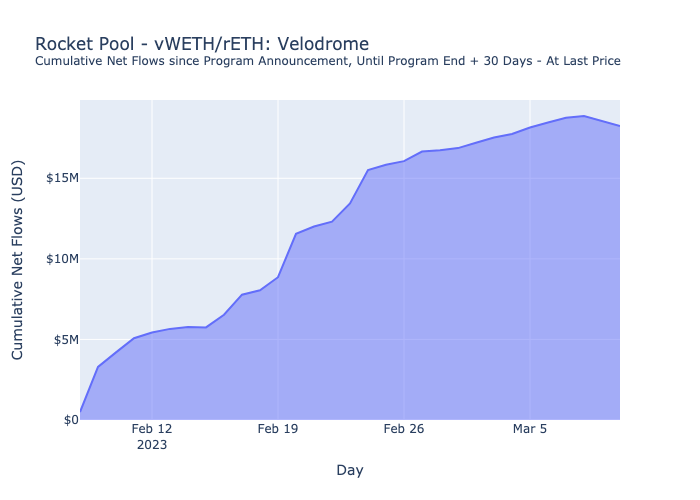 Rocket Pool - vWETH/rETH: Velodrome
Cumulative Net Flows since Program Announcement, Until Program End + 30 Days - At Last Price
Cumulative Net Flows (USD)
$15M
$10M
$5M
$0
Feb 12
2023
Feb 19
Feb 26
Mar 5
Day